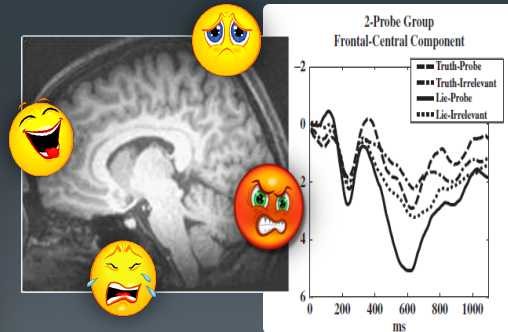 2-Probe Group
Frontal-Central Component
−2
0
2
4
6
Truth-Probe
Truth-Irrelevant
Lie-Probe
Lie-Irrelevant
0 200 400 600 800 1000
ms